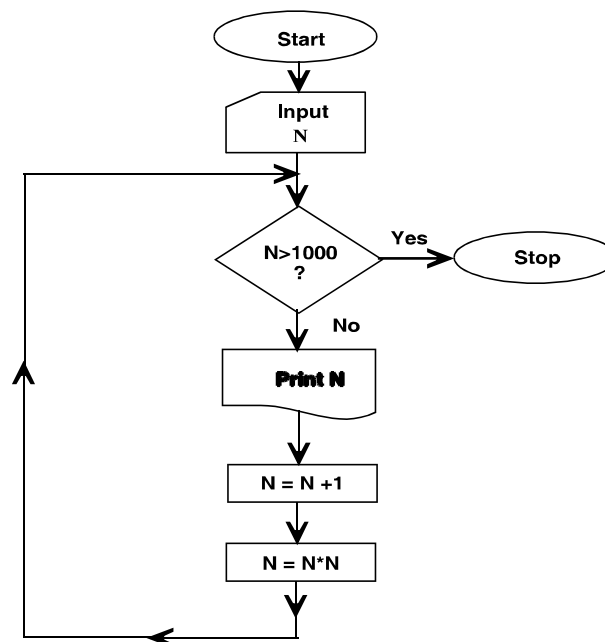 Start
Input
N
N>1000
?
Yes
Stop
No
Print N
N = N +1
N = N*N